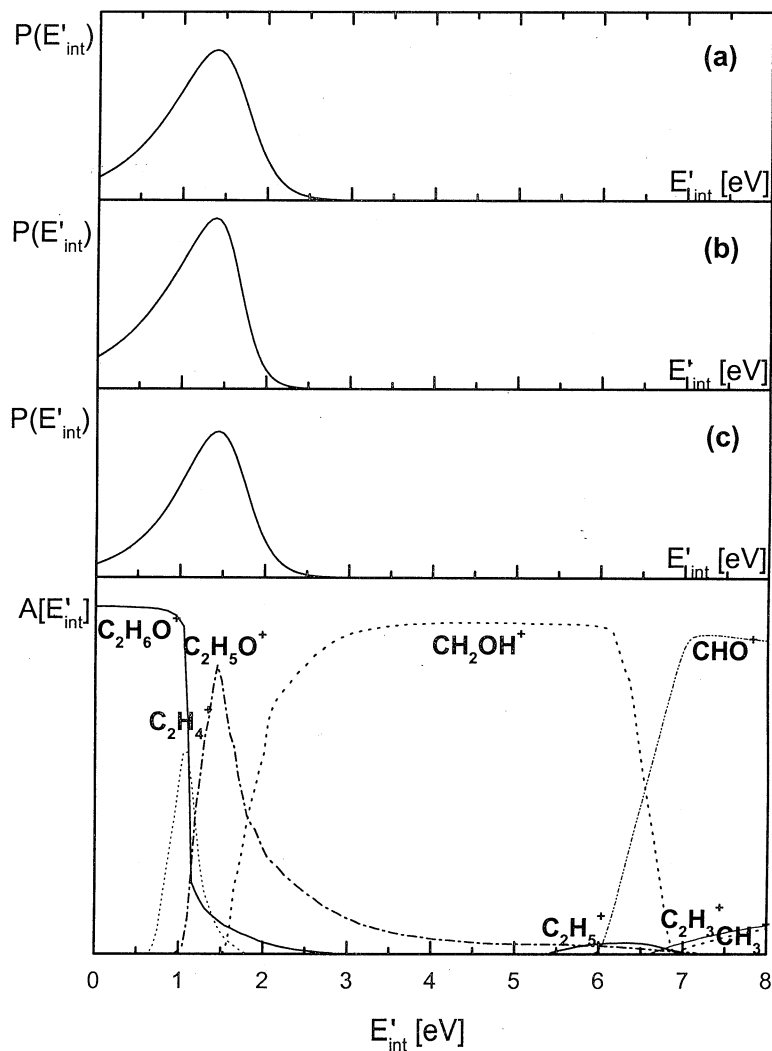 P(E'int)
(a)
E'int [eV]
P(E'int)
(b)
E'int [eV]
P(E'int)
(c)
E'int [eV]
A[E'int]
C2H6O+
C2H5O+
CH2OH+
CHO+
C2H4+
C2H5+
C2H3+
CH3+
0 1 2 3 4 5 6 7 8
E'int [eV]